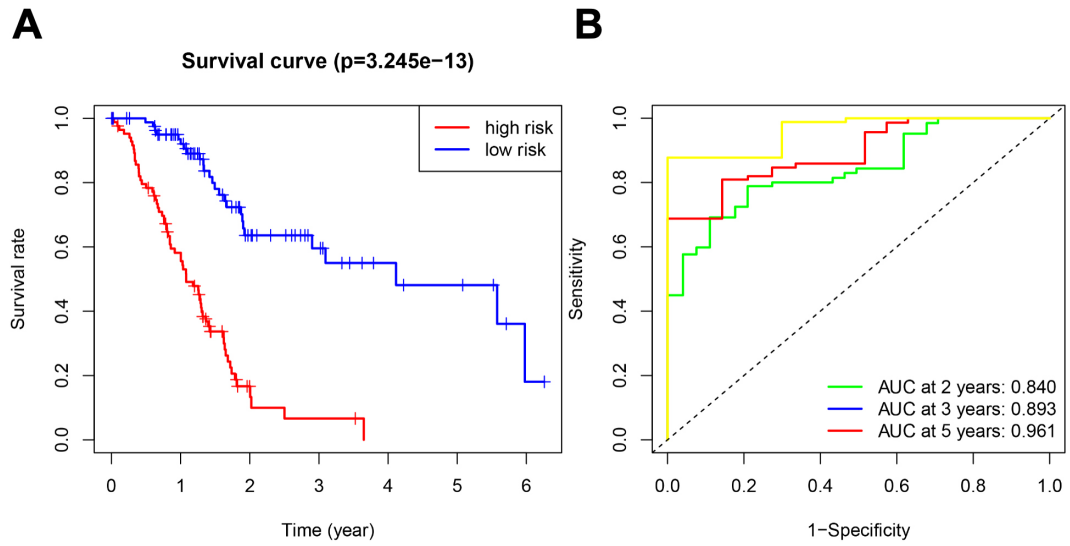 A
Survival curve (p=3.245e−13)
Survival rate
0.0 0.2 0.4 0.6 0.8 1.0
high risk
low risk
0 1 2 3 4 5 6
Time (year)
B
Sensitivity
0.0 0.2 0.4 0.6 0.8 1.0
AUC at 2 years: 0.840
AUC at 3 years: 0.893
AUC at 5 years: 0.961
0.0 0.2 0.4 0.6 0.8 1.0
1−Specificity